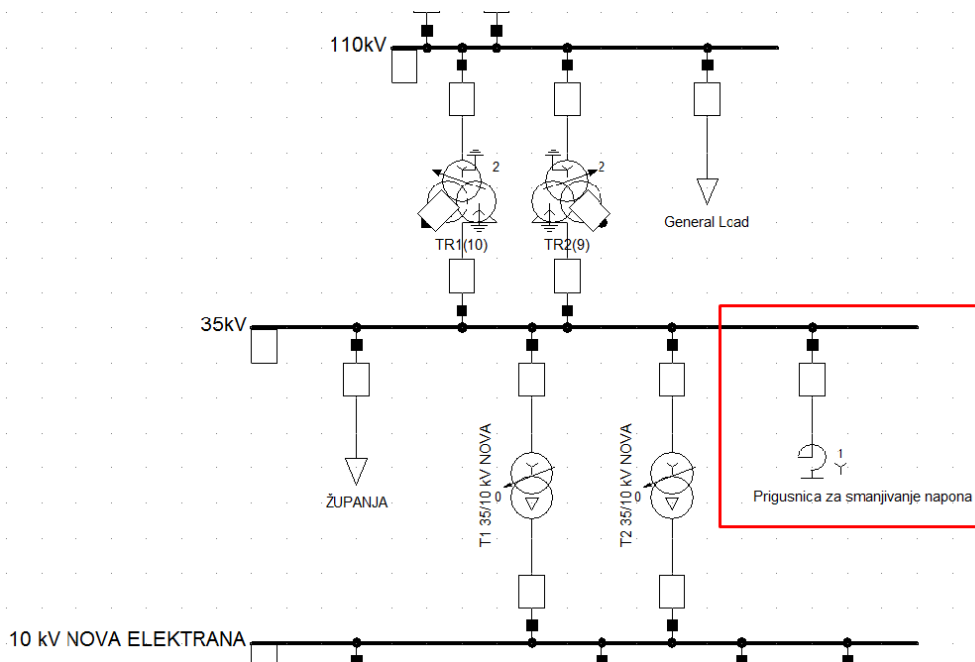 110kV
2
2
General Load
TR1(10)
TR2(9)
35kV
T1 35/10 kV NOVA
T2 35/10 kV NOVA
1
0
0
ŽUPANJA
Prigusnica za smanjivanje napona
10 kV NOVA ELEKTRANA